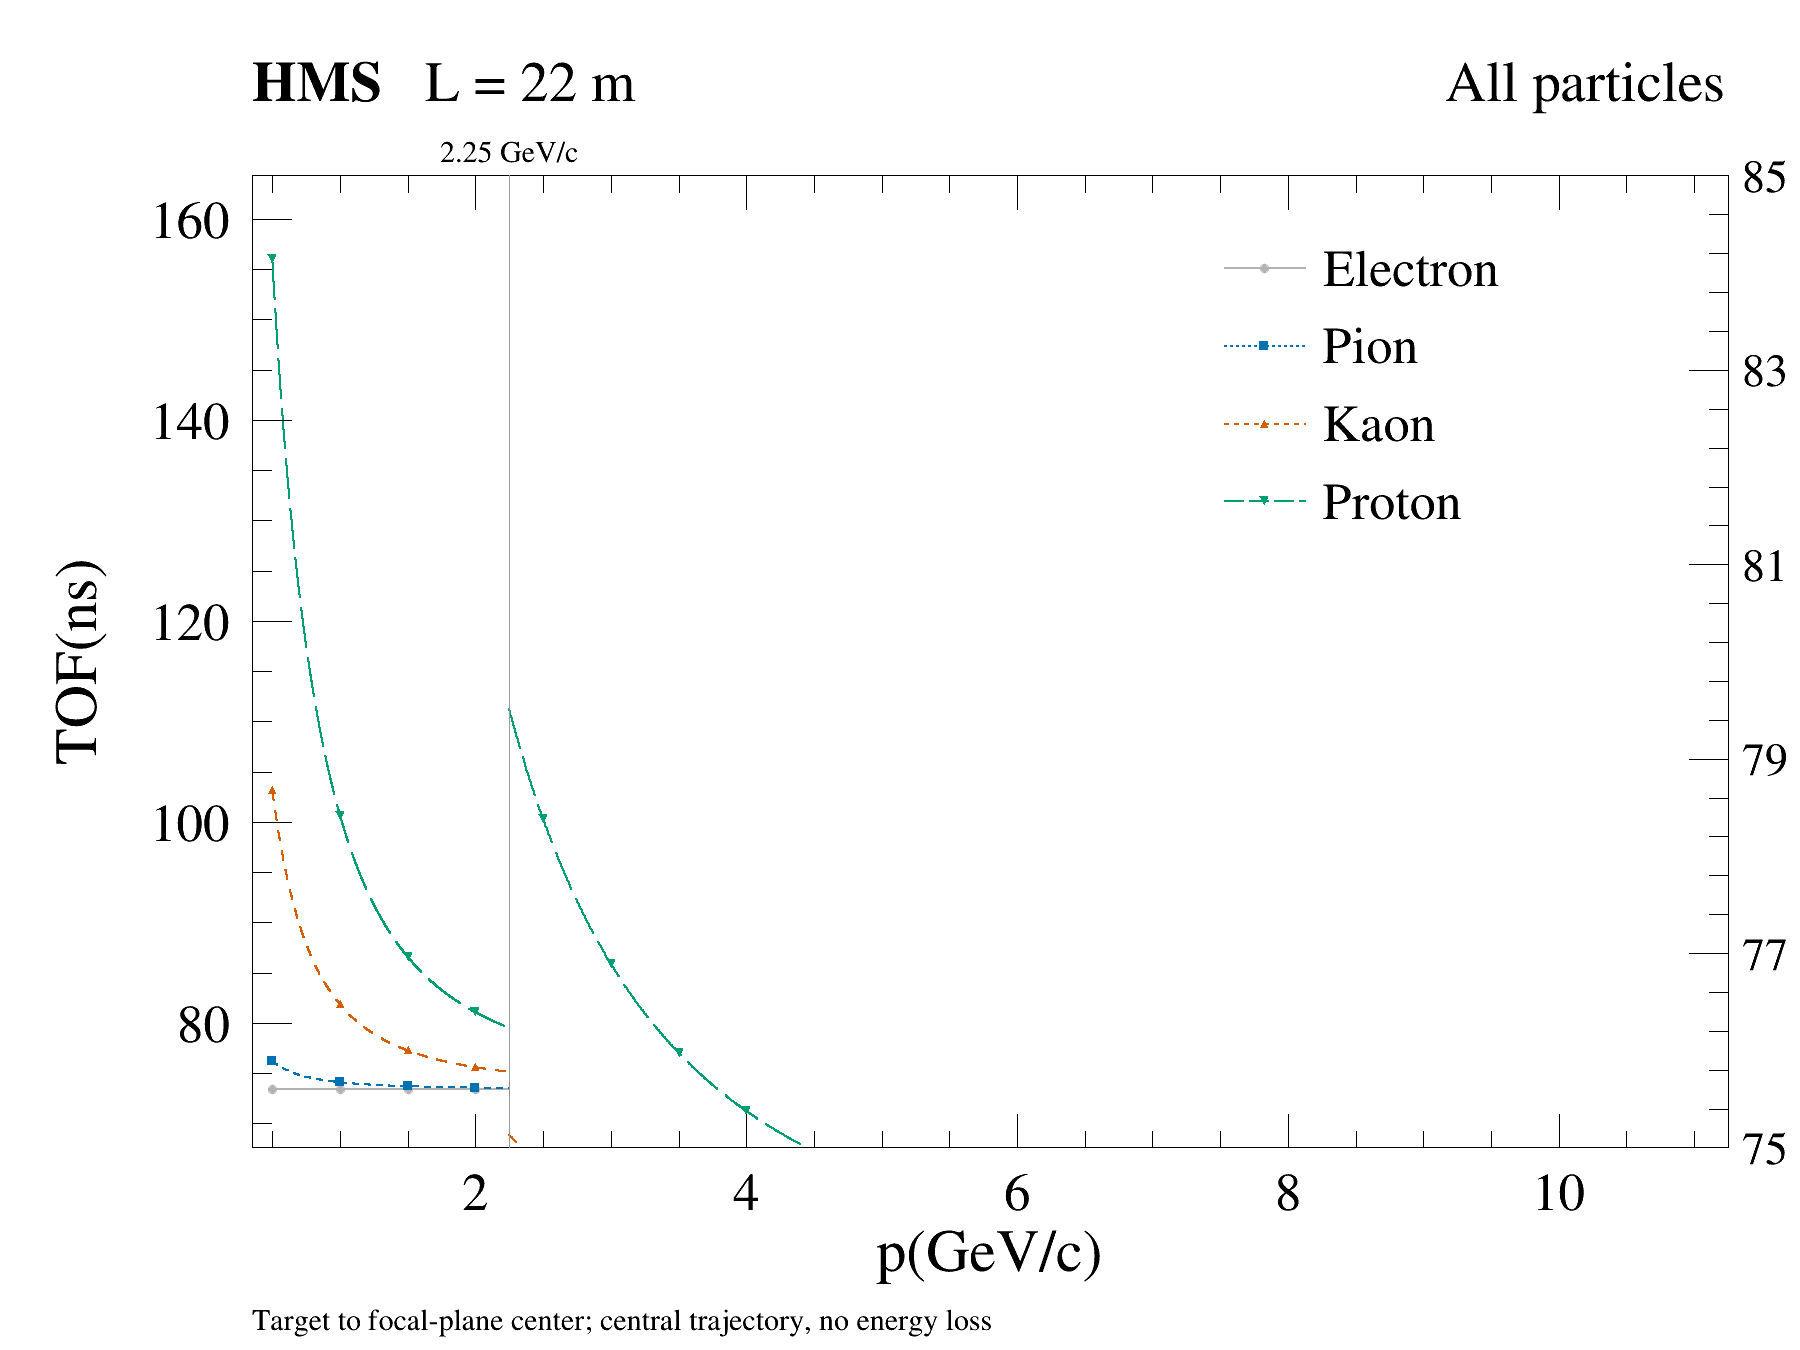 HMS L = 22 m
All particles
2.25 GeV/c
160
140
120
100
80
TOF(ns)
85
83
81
79
77
75
Electron
Pion
Kaon
Proton
2 4 6 8 10
p(GeV/c)
Target to focal-plane center; central trajectory, no energy loss